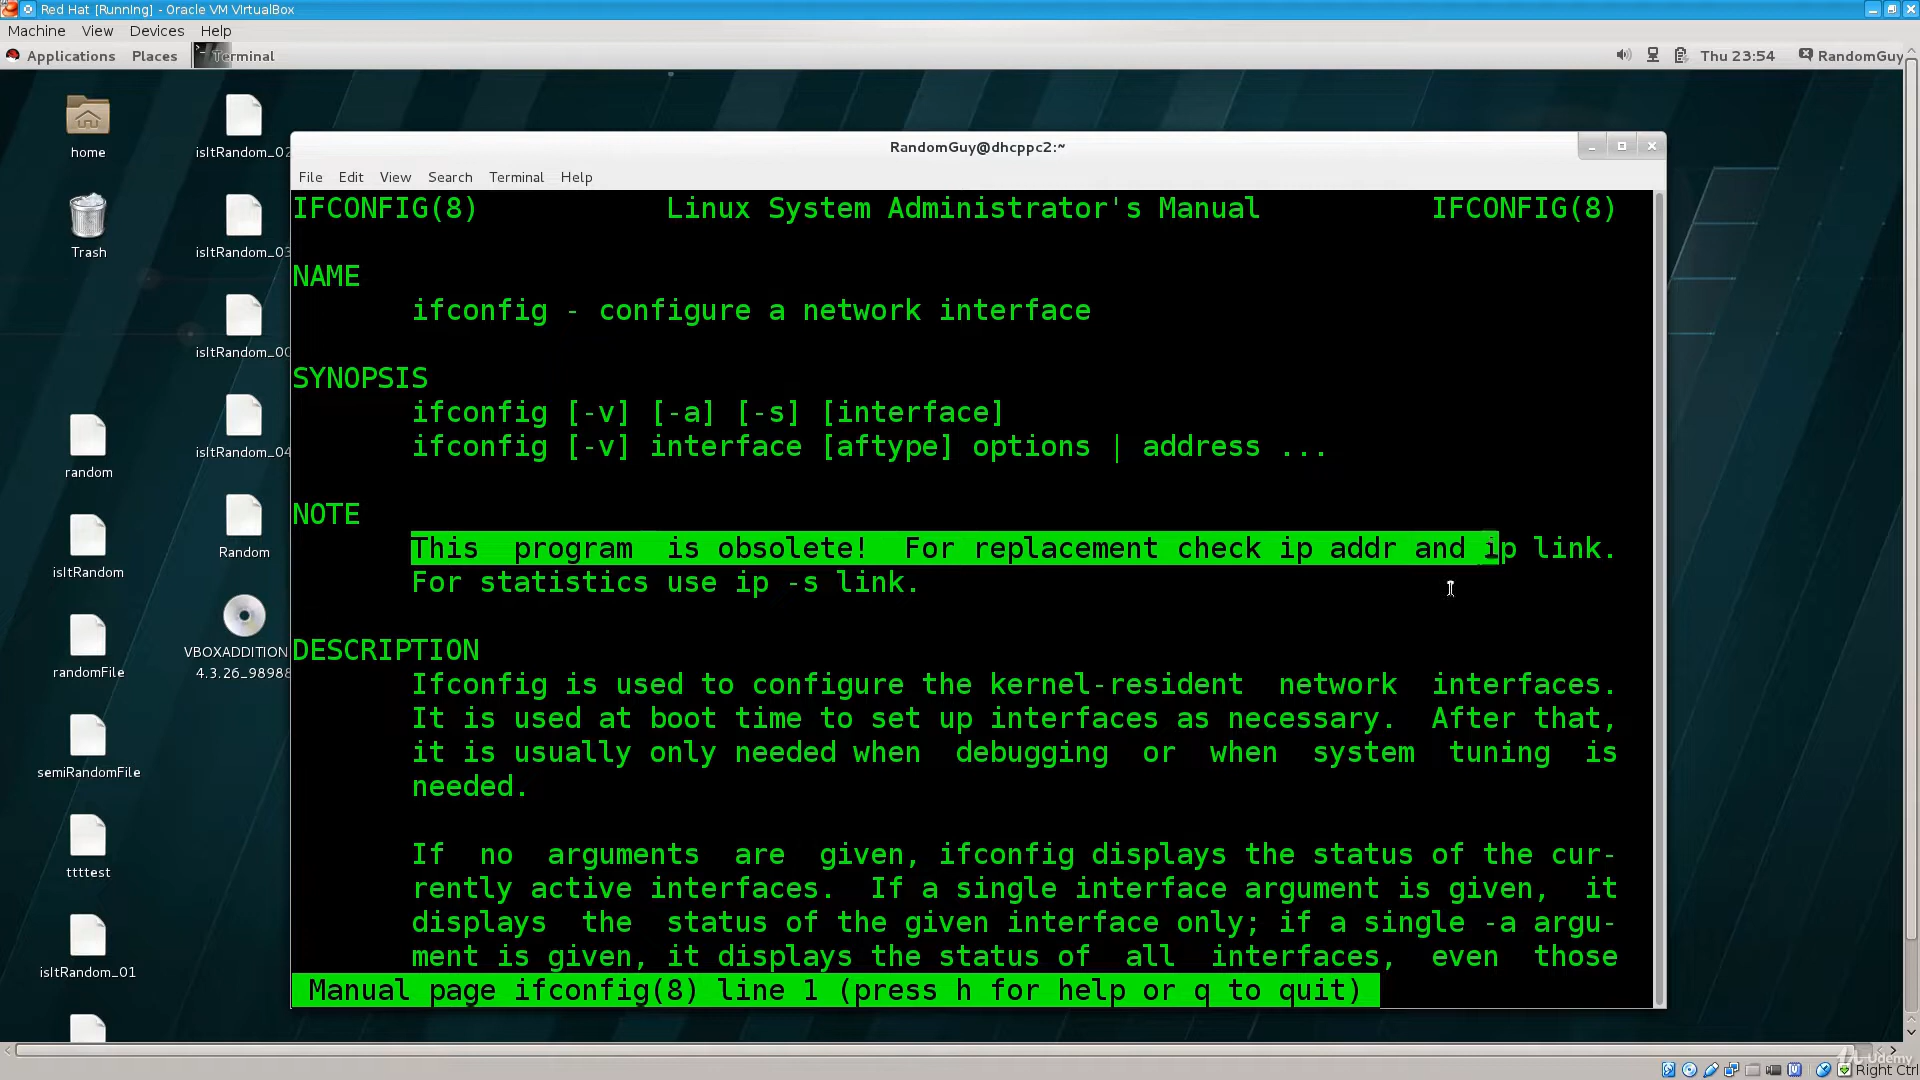 Red Hat [Running] - Oracle VM VirtualBox
Machine View Devices Help
Applications Places Terminal Thu 23:54 RandomGuy
home
Trash
random
isItRandom
randomFile
semiRandomFile
ttttest
isItRandom_01
isItRandom_02
isItRandom_03
isItRandom_00
isItRandom_04
Random
VBOXADDITION
4.3.26_98988
RandomGuy@dhcppc2:~
File Edit View Search Terminal Help
IFCONFIG(8) Linux System Administrator's Manual IFCONFIG(8)
NAME
ifconfig - configure a network interface
SYNOPSIS
ifconfig [-v] [-a] [-s] [interface]
ifconfig [-v] interface [aftype] options | address ...
NOTE
This program is obsolete! For replacement check ip addr and ip link.
For statistics use ip -s link.
DESCRIPTION
Ifconfig is used to configure the kernel-resident network interfaces.
It is used at boot time to set up interfaces as necessary. After that,
it is usually only needed when debugging or when system tuning is
needed.
If no arguments are given, ifconfig displays the status of the cur-
rently active interfaces. If a single interface argument is given, it
displays the status of the given interface only; if a single -a argu-
ment is given, it displays the status of all interfaces, even those
Manual page ifconfig(8) line 1 (press h for help or q to quit)
Udemy
Right Ctrl